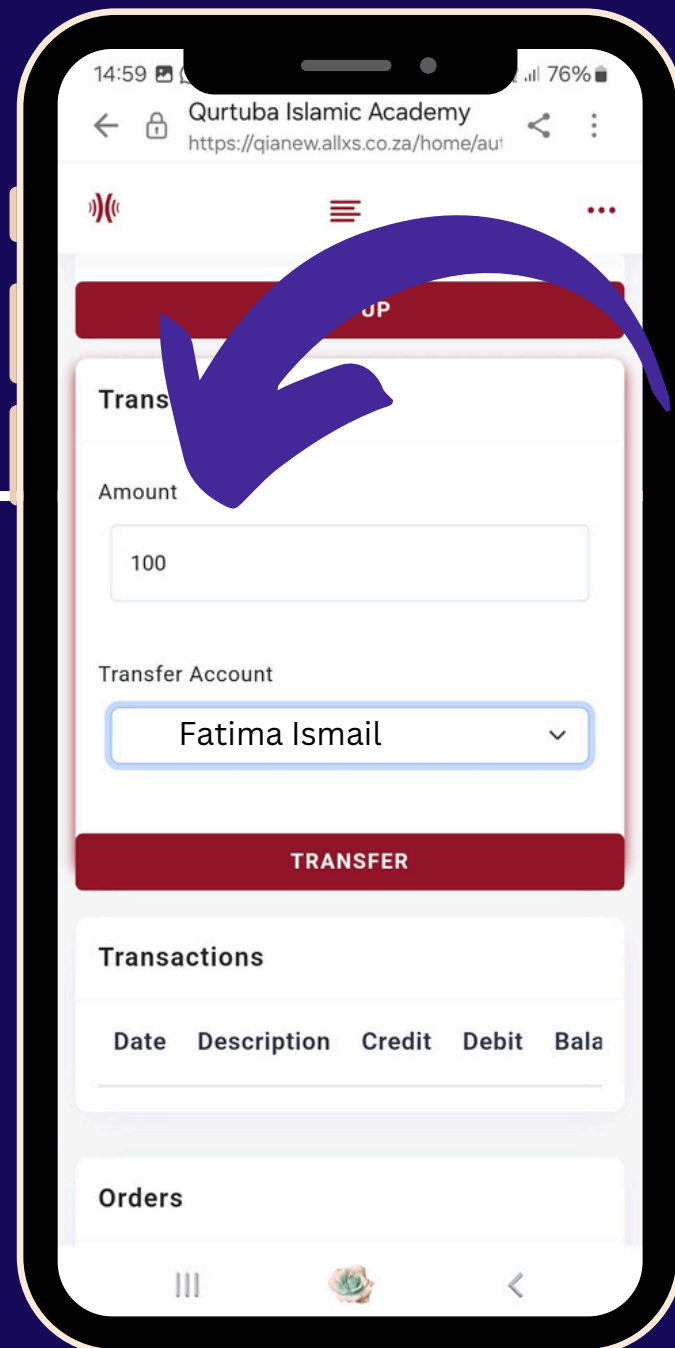 14:59 76%
Qurtuba Islamic Academy
https://qianew.allxs.co.za/home/aut
UP
Trans
Amount
100
Transfer Account
Fatima Ismail
TRANSFER
Transactions
Date Description Credit Debit Bala
Orders